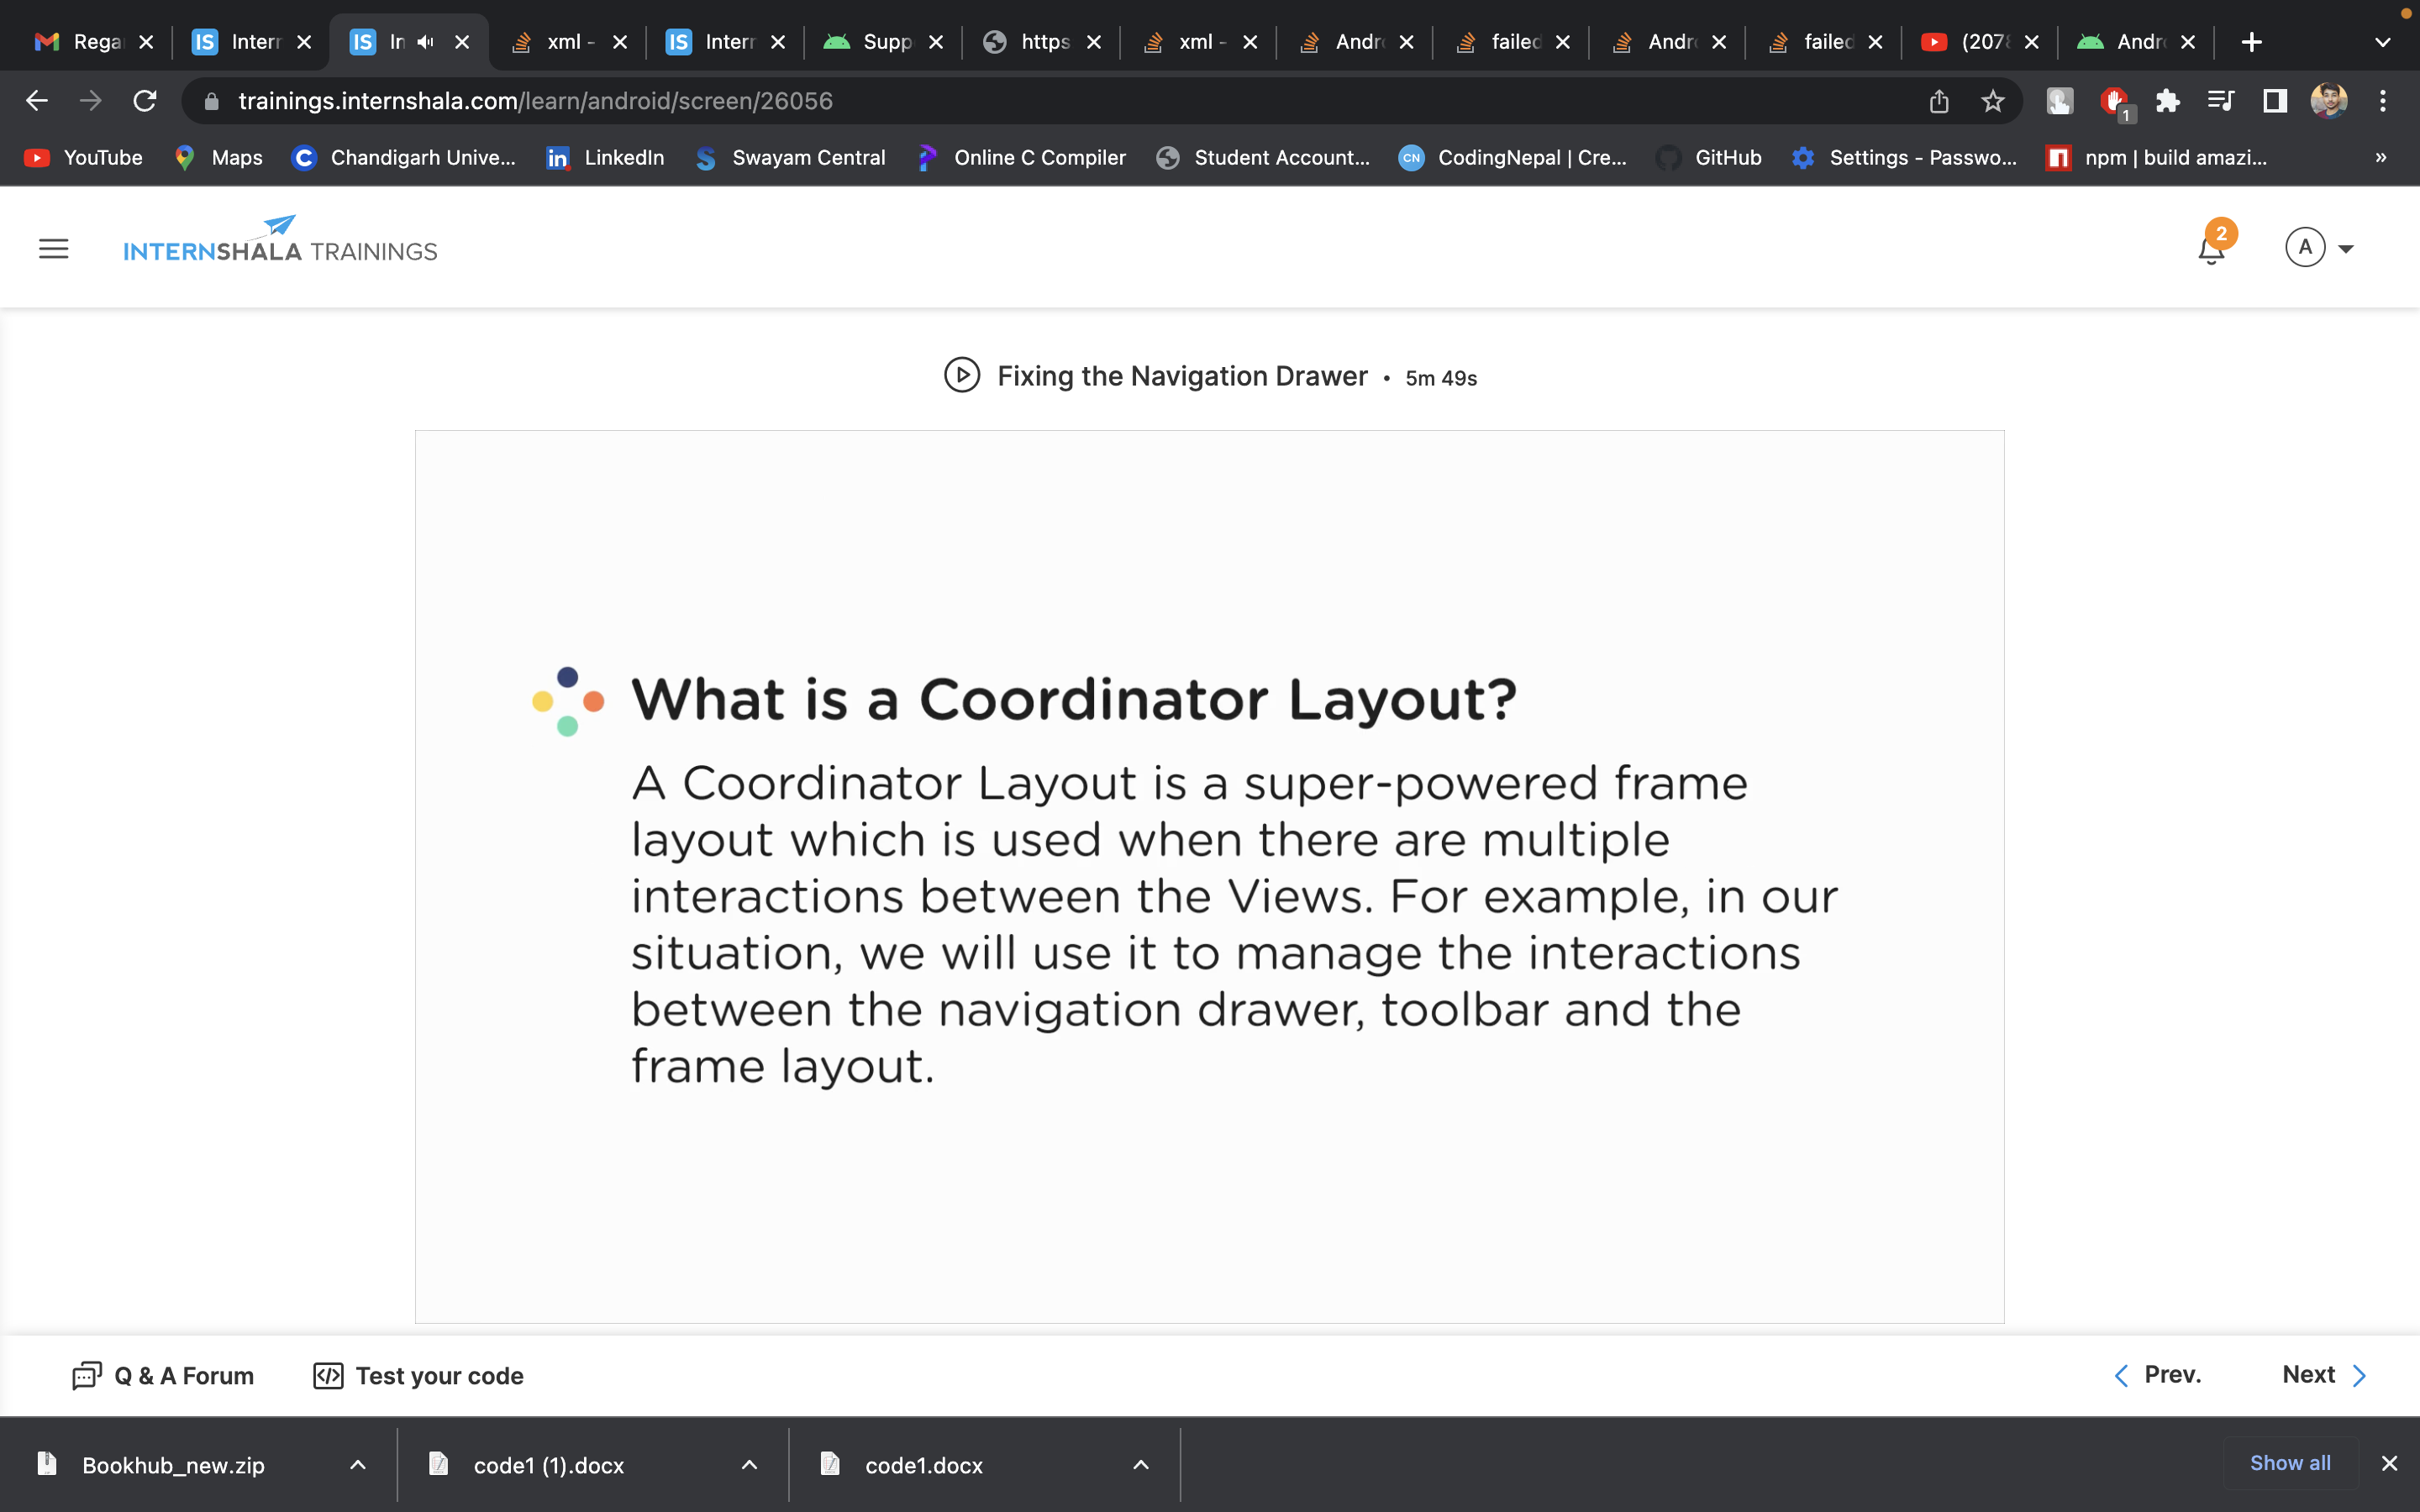 Rega
Intern
In
xml -
Intern
Supp
https
xml -
Andr
failed
Andr
failed
(2078
Andr
trainings.internshala.com/learn/android/screen/26056
1
YouTube
Maps
Chandigarh Unive...
LinkedIn
Swayam Central
Online C Compiler
Student Account...
CodingNepal | Cre...
GitHub
Settings - Passwo...
npm | build amazi...
»
INTERNSHALA TRAININGS
2
A
Fixing the Navigation Drawer • 5m 49s
What is a Coordinator Layout?
A Coordinator Layout is a super-powered frame
layout which is used when there are multiple
interactions between the Views. For example, in our
situation, we will use it to manage the interactions
between the navigation drawer, toolbar and the
frame layout.
Q & A Forum
Test your code
Prev.
Next
Bookhub_new.zip
code1 (1).docx
code1.docx
Show all